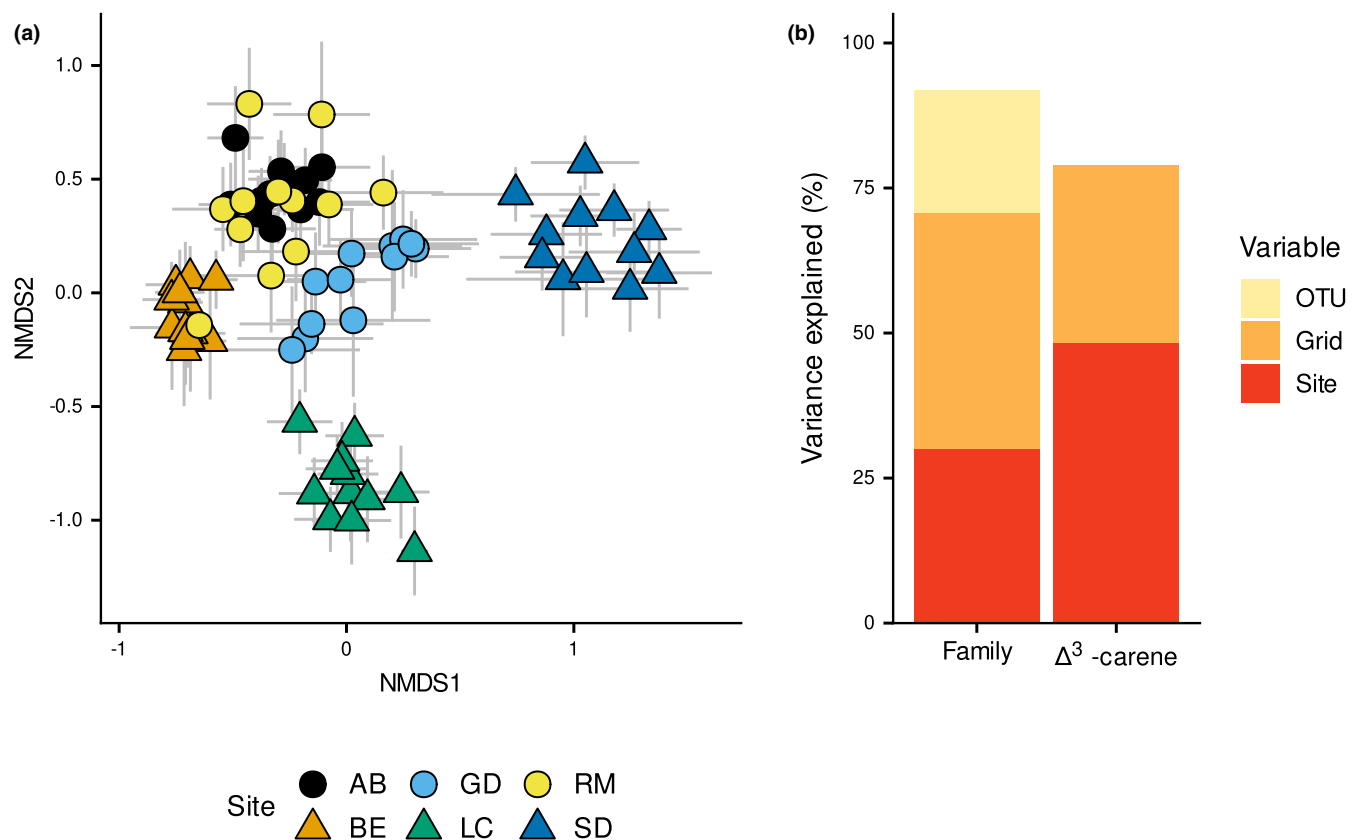 (a)
1.0
0.5
0.0
-0.5
-1.0
NMDS2
-1
0
1
NMDS1
(b)
100
75
50
25
0
Variance explained (%)
Family
Δ³ -carene
Variable
OTU
Grid
Site
Site
AB
GD
RM
BE
LC
SD